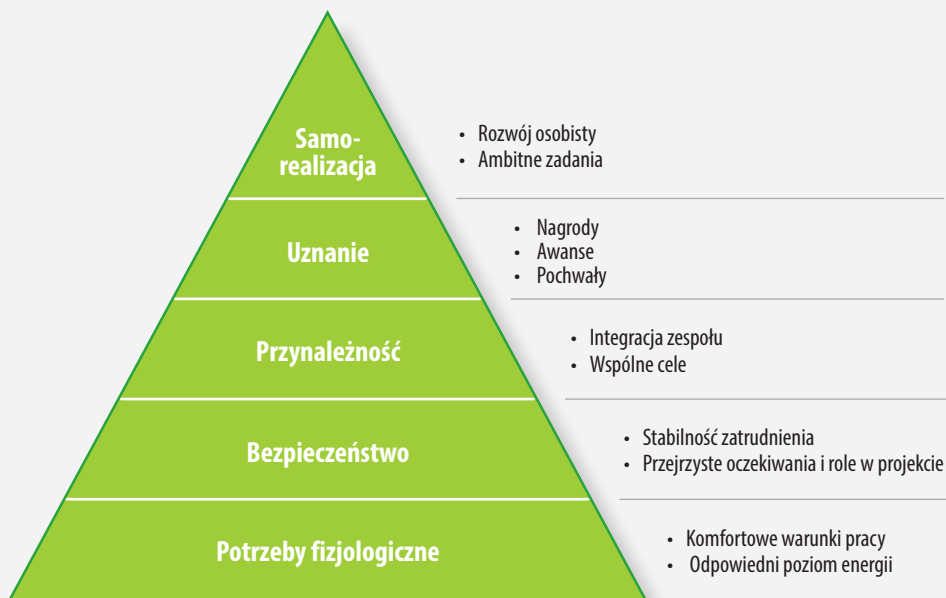 Samo-
realizacja
• Rozwój osobisty
• Ambitne zadania
Uznanie
• Nagrody
• Awanse
• Pochwały
Przynależność
• Integracja zespołu
• Wspólne cele
Bezpieczeństwo
• Stabilność zatrudnienia
• Przejrzyste oczekiwania i role w projekcie
Potrzeby fizjologiczne
• Komfortowe warunki pracy
• Odpowiedni poziom energii